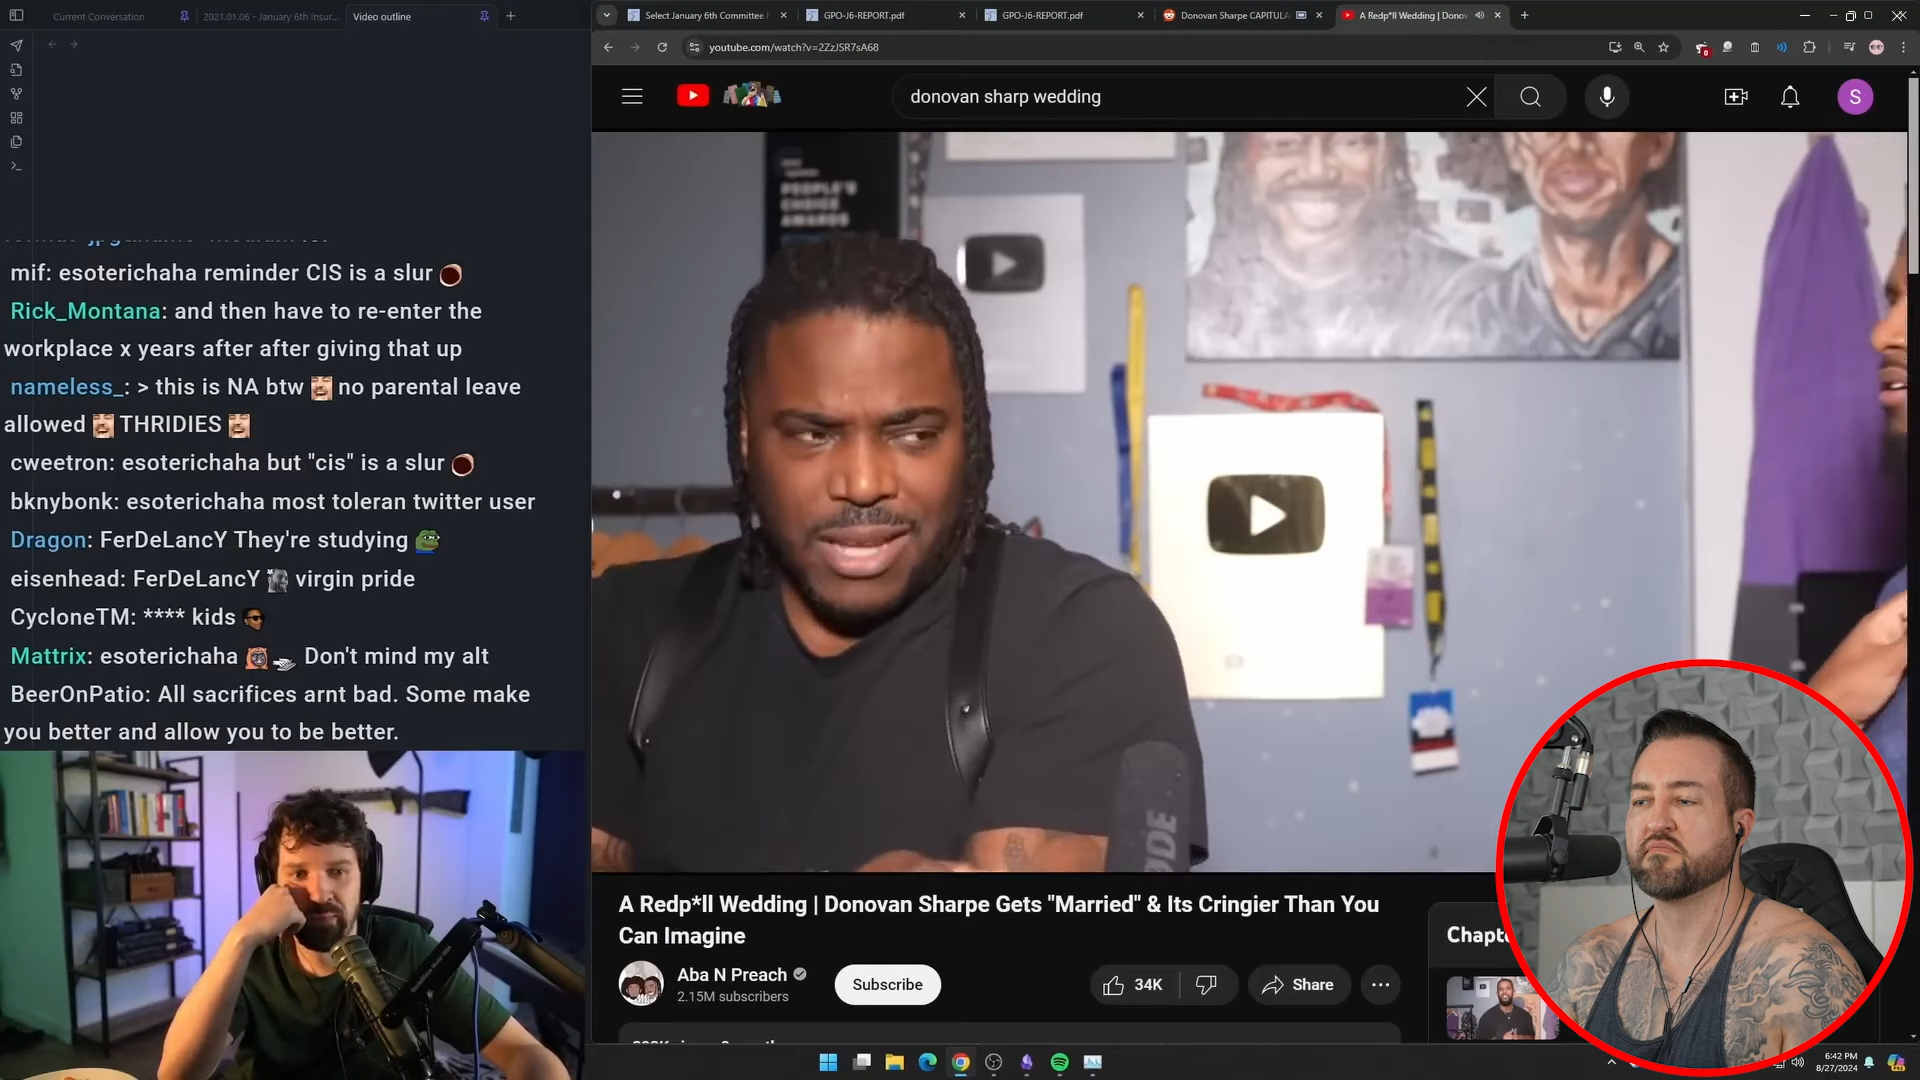 Current Conversation
2021.01.06 - January 6th Insur...
Video outline
mif: esoterichaha reminder CIS is a slur
Rick_Montana: and then have to re-enter the
workplace x years after after giving that up
nameless_: > this is NA btw no parental leave
allowed THRIDIES
cweetron: esoterichaha but "cis" is a slur
bknybonk: esoterichaha most toleran twitter user
Dragon: FerDeLancY They're studying
eisenhead: FerDeLancY virgin pride
CycloneTM: **** kids
Mattrix: esoterichaha Don't mind my alt
BeerOnPatio: All sacrifices arnt bad. Some make
you better and allow you to be better.
Select January 6th Committee
GPO-J6-REPORT.pdf
GPO-J6-REPORT.pdf
Donovan Sharpe CAPITULA
A Redp*ll Wedding | Dono
youtube.com/watch?v=2ZzJSR7sA68
donovan sharp wedding
S
PEOPLE'S
CHOICE
AWARDS
A Redp*ll Wedding | Donovan Sharpe Gets "Married" & Its Cringier Than You
Can Imagine
Aba N Preach
2.15M subscribers
Subscribe
34K
Share
6:42 PM
8/27/2024